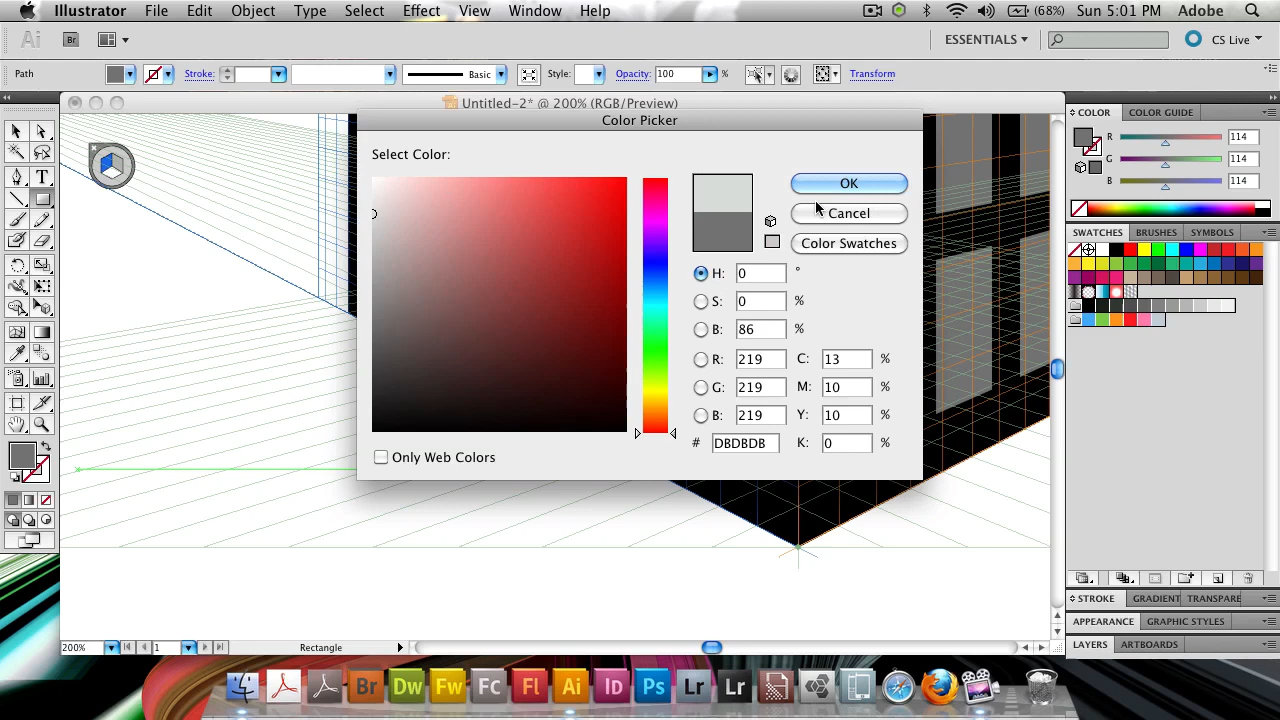 Illustrator File Edit Object Type Select Effect View Window Help (68%) Sun 5:01 PM Adobe
Ai Br ESSENTIALS CS Live
Path Stroke: Basic Style: Opacity: 100 % Transform
Untitled-2* @ 200% (RGB/Preview)
Color Picker
Select Color:
OK
Cancel
Color Swatches
H: 0 °
S: 0 %
B: 86 %
R: 219 C: 13 %
G: 219 M: 10 %
B: 219 Y: 10 %
# DBDBDB K: 0 %
Only Web Colors
COLOR COLOR GUIDE
R 114
G 114
B 114
SWATCHES BRUSHES SYMBOLS
STROKE GRADIENT TRANSPARE
APPEARANCE GRAPHIC STYLES
LAYERS ARTBOARDS
200% 1 Rectangle
Br Dw Fw Fc Fl Ai Id Ps Lr Lr